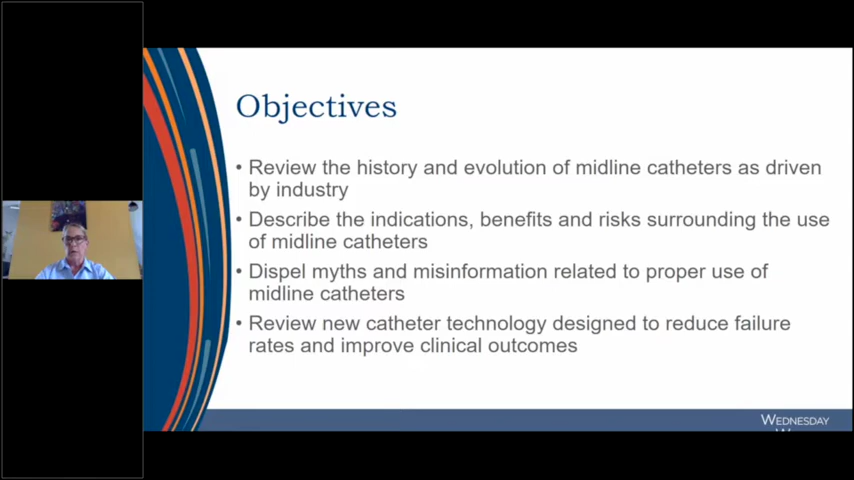 Objectives
• Review the history and evolution of midline catheters as driven
by industry
• Describe the indications, benefits and risks surrounding the use
of midline catheters
• Dispel myths and misinformation related to proper use of
midline catheters
• Review new catheter technology designed to reduce failure
rates and improve clinical outcomes
WEDNESDAY